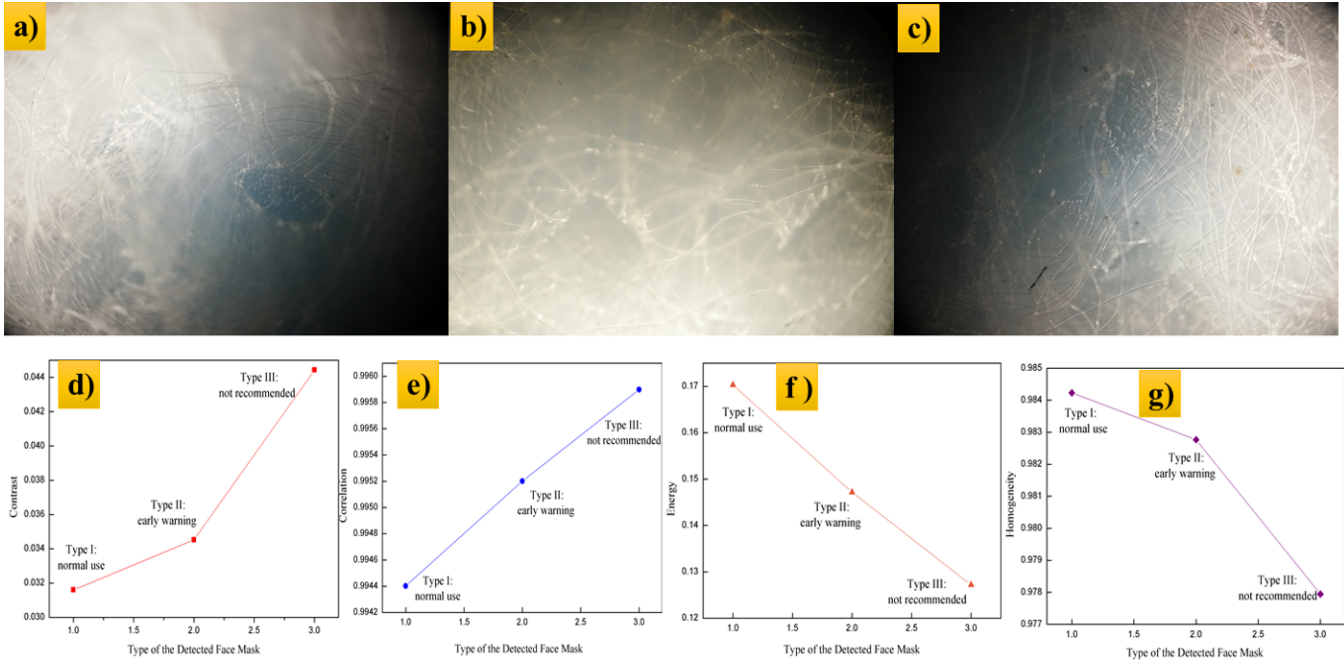 a)
b)
c)
d)
0.044
0.042
0.040
0.038
0.036
0.034
0.032
0.030
Contrast
Type I:
normal use
Type II:
early warning
Type III:
not recommended
1.0 1.5 2.0 2.5 3.0
Type of the Detected Face Mask
e)
0.9960
0.9958
0.9956
0.9954
0.9952
0.9950
0.9948
0.9946
0.9944
0.9942
Correlation
Type I:
normal use
Type II:
early warning
Type III:
not recommended
1.0 1.5 2.0 2.5 3.0
Type of the Detected Face Mask
f )
0.17
0.16
0.15
0.14
0.13
0.12
Energy
Type I:
normal use
Type II:
early warning
Type III:
not recommended
1.0 1.5 2.0 2.5 3.0
Type of the Detected Face Mask
g)
0.985
0.984
0.983
0.982
0.981
0.980
0.979
0.978
0.977
Homogeneity
Type I:
normal use
Type II:
early warning
Type III:
not recommended
1.0 1.5 2.0 2.5 3.0
Type of the Detected Face Mask